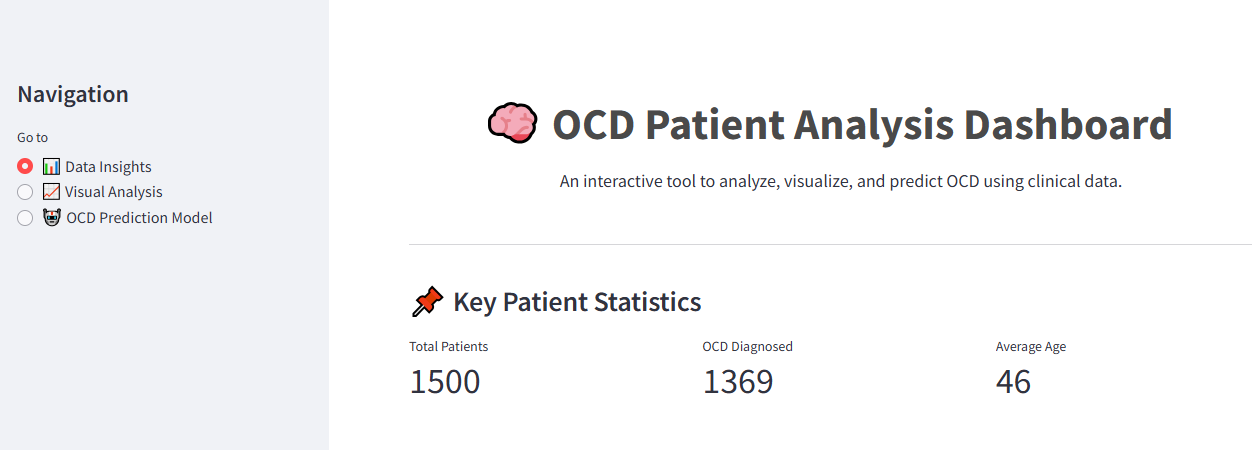 Navigation
Go to
Data Insights
Visual Analysis
OCD Prediction Model
OCD Patient Analysis Dashboard
An interactive tool to analyze, visualize, and predict OCD using clinical data.
Key Patient Statistics
Total Patients
1500
OCD Diagnosed
1369
Average Age
46